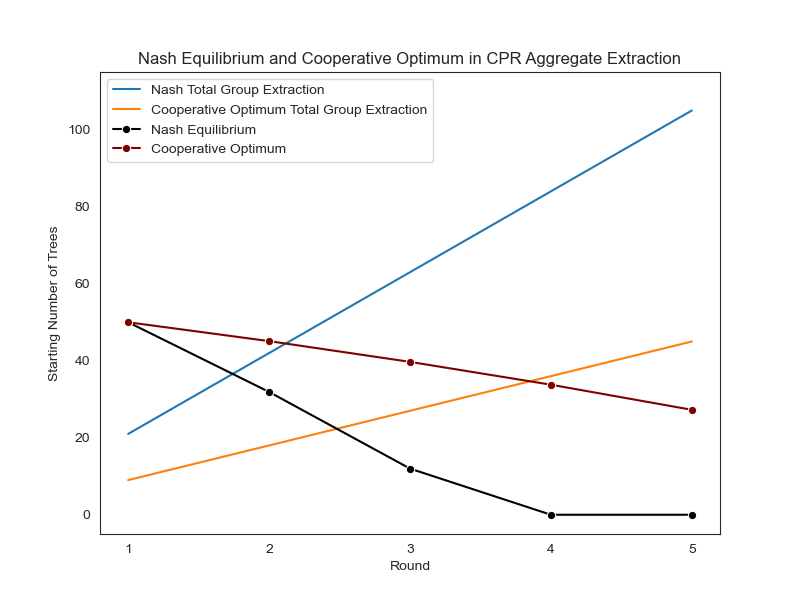 Nash Equilibrium and Cooperative Optimum in CPR Aggregate Extraction
Nash Total Group Extraction
Cooperative Optimum Total Group Extraction
Nash Equilibrium
Cooperative Optimum
Starting Number of Trees
100
80
60
40
20
0
1 2 3 4 5
Round